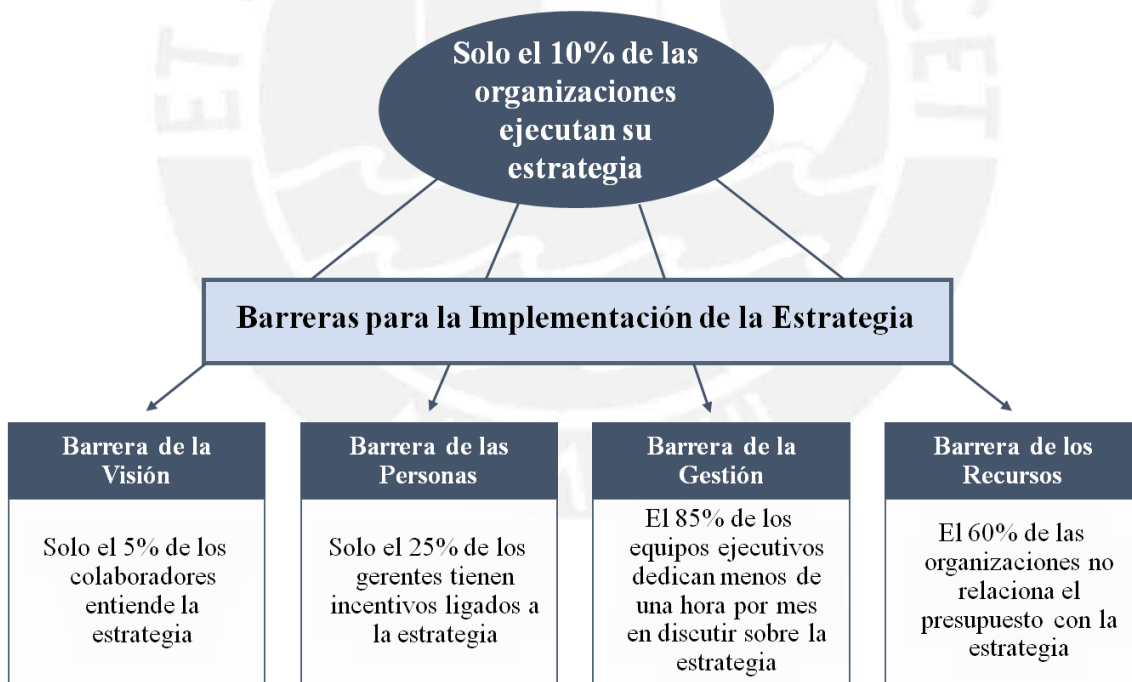 Solo el 10% de las
organizaciones
ejecutan su
estrategia
Barreras para la Implementación de la Estrategia
Barrera de la
Visión
Solo el 5% de los
colaboradores
entiende la
estrategia
Barrera de las
Personas
Solo el 25% de los
gerentes tienen
incentivos ligados a
la estrategia
Barrera de la
Gestión
El 85% de los
equipos ejecutivos
dedican menos de
una hora por mes
en discutir sobre la
estrategia
Barrera de los
Recursos
El 60% de las
organizaciones no
relaciona el
presupuesto con la
estrategia